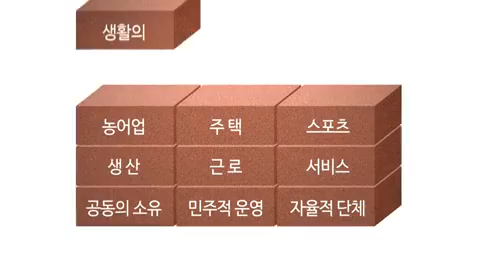 생활의
농어업 주택 스포츠
생산 근로 서비스
공동의 소유 민주적 운영 자율적 단체